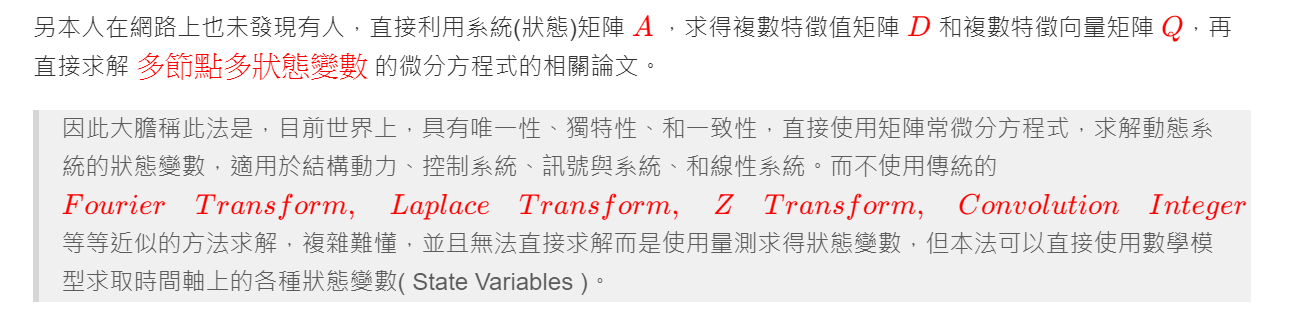 另本人在網路上也未發現有人，直接利用系統(狀態)矩陣 A ，求得複數特徵值矩陣 D 和複數特徵向量矩陣 Q，再
直接求解 多節點多狀態變數 的微分方程式的相關論文。
因此大膽稱此法是，目前世界上，具有唯一性、獨特性、和一致性，直接使用矩陣常微分方程式，求解動態系
統的狀態變數，適用於結構動力、控制系統、訊號與系統、和線性系統。而不使用傳統的
Fourier Transform, Laplace Transform, Z Transform, Convolution Integer
等等近似的方法求解，複雜難懂，並且無法直接求解而是使用量測求得狀態變數，但本法可以直接使用數學模
型求取時間軸上的各種狀態變數( State Variables )。